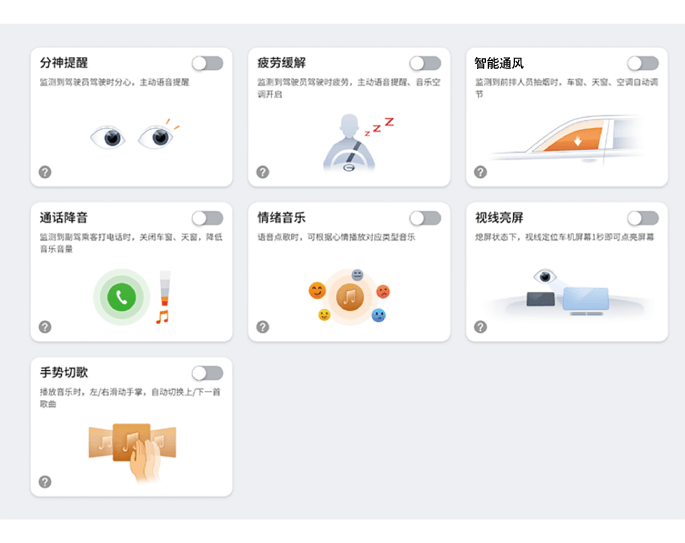 分神提醒
监测到驾驶员驾驶时分心，主动语音提醒
?
疲劳缓解
监测到驾驶员驾驶时疲劳，主动语音提醒、音乐空
调开启
z z Z
?
智能通风
监测到前排人员抽烟时，车窗、天窗、空调自动调
节
?
通话降音
监测到副驾乘客打电话时，关闭车窗、天窗，降低
音乐音量
?
情绪音乐
语音点歌时，可根据心情播放对应类型音乐
?
视线亮屏
熄屏状态下，视线定位车机屏幕1秒即可点亮屏幕
?
手势切歌
播放音乐时，左/右滑动手掌，自动切换上/下一首
歌曲
?